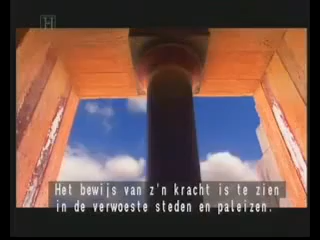 H
Het bewijs van z'n kracht is te zien
in de verwoeste steden en paleizen.